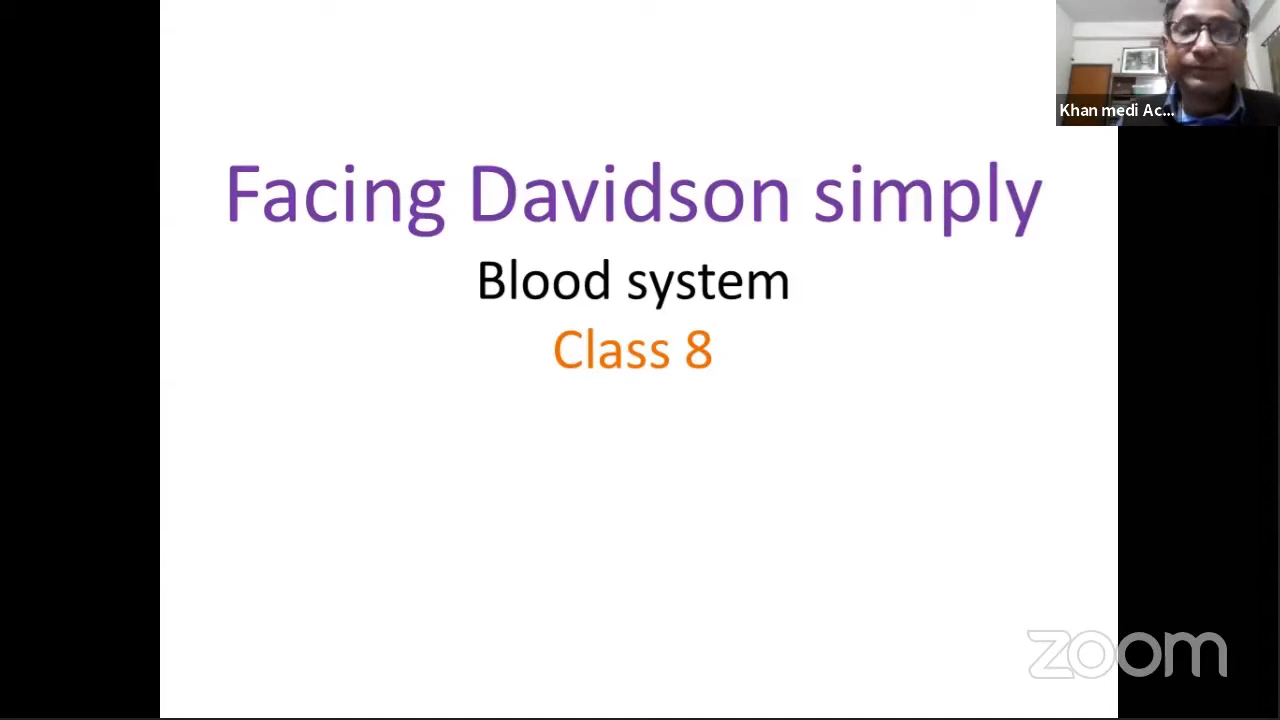 Khan medi Ac...
Facing Davidson simply
Blood system
Class 8
zoom